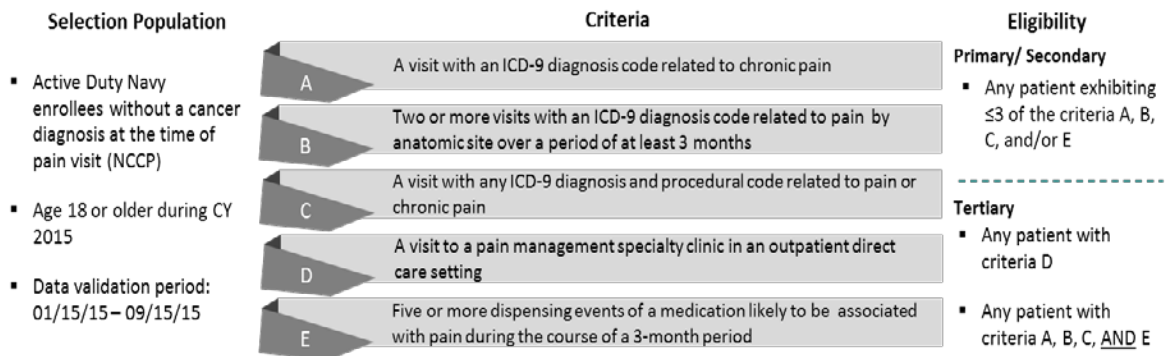 Selection Population
▪ Active Duty Navy
enrollees without a cancer
diagnosis at the time of
pain visit (NCCP)
▪ Age 18 or older during CY
2015
▪ Data validation period:
01/15/15 – 09/15/15
Criteria
A
A visit with an ICD-9 diagnosis code related to chronic pain
B
Two or more visits with an ICD-9 diagnosis code related to pain by
anatomic site over a period of at least 3 months
C
A visit with any ICD-9 diagnosis and procedural code related to pain or
chronic pain
D
A visit to a pain management specialty clinic in an outpatient direct
care setting
E
Five or more dispensing events of a medication likely to be associated
with pain during the course of a 3-month period
Eligibility
Primary/ Secondary
▪ Any patient exhibiting
≤3 of the criteria A, B,
C, and/or E
Tertiary
▪ Any patient with
criteria D
▪ Any patient with
criteria A, B, C, AND E